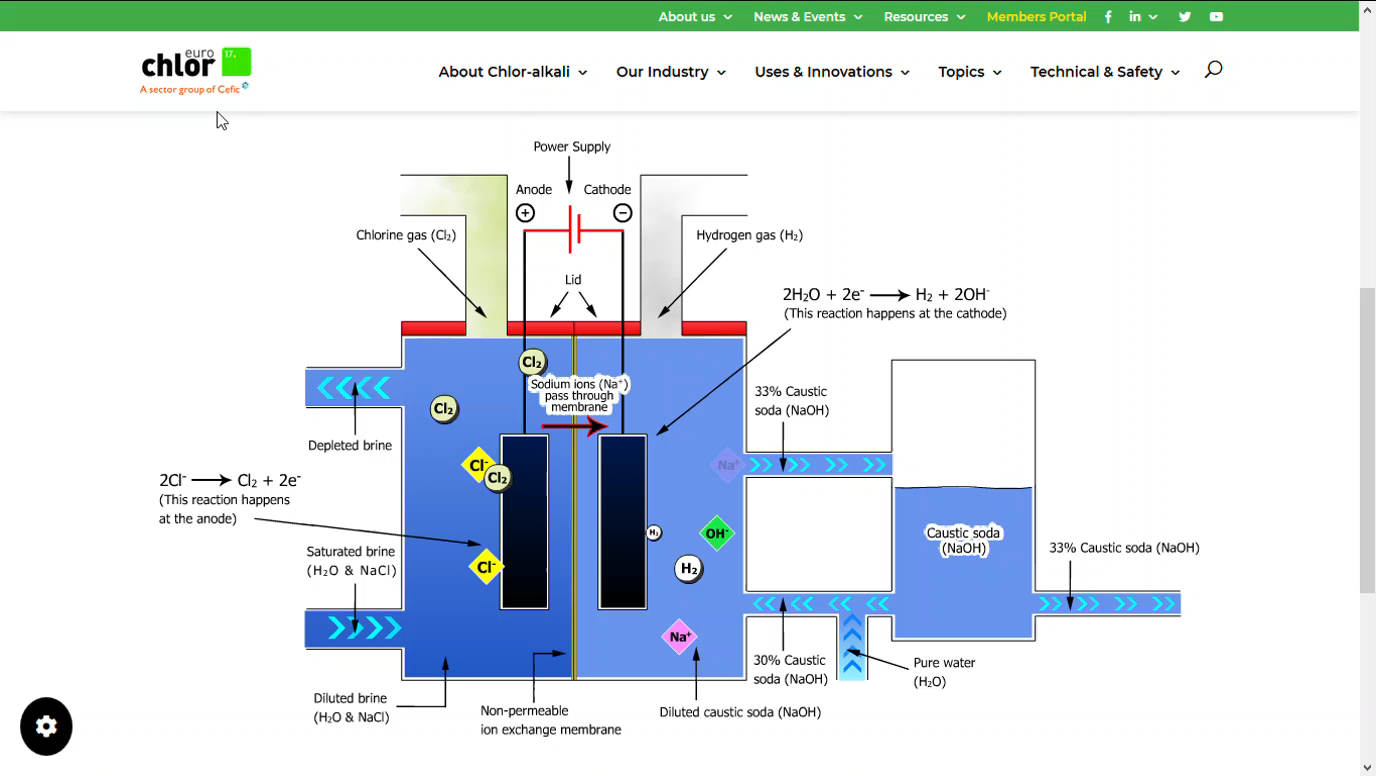 About us
News & Events
Resources
Members Portal
f
in
euro
chlor
17.
A sector group of Cefic
About Chlor-alkali
Our Industry
Uses & Innovations
Topics
Technical & Safety
Power Supply
Anode
Cathode
+
−
Chlorine gas (Cl₂)
Hydrogen gas (H₂)
Lid
2H₂O + 2e⁻ ⟶ H₂ + 2OH⁻
(This reaction happens at the cathode)
Cl₂
Sodium ions (Na⁺)
pass through
membrane
Cl₂
33% Caustic
soda (NaOH)
Depleted brine
Cl⁻
Cl₂
Na⁺
2Cl⁻ ⟶ Cl₂ + 2e⁻
(This reaction happens
at the anode)
H₂
OH⁻
Caustic soda
(NaOH)
33% Caustic soda (NaOH)
Saturated brine
(H₂O & NaCl)
Cl⁻
H₂
Na⁺
30% Caustic
soda (NaOH)
Pure water
(H₂O)
Diluted brine
(H₂O & NaCl)
Non-permeable
ion exchange membrane
Diluted caustic soda (NaOH)